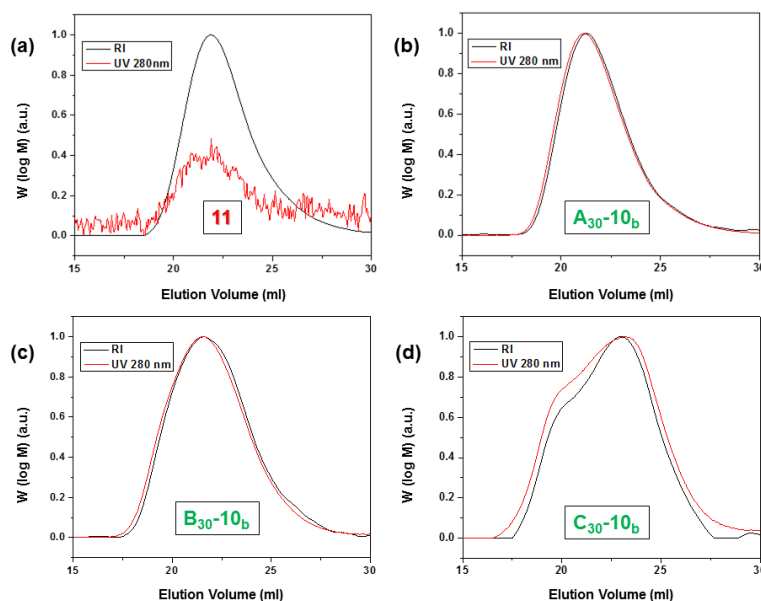 (a)
RI
UV 280nm
W (log M) (a.u.)
1.0
0.8
0.6
0.4
0.2
0.0
11
15 20 25 30
Elution Volume (ml)
(b)
RI
UV 280nm
W (log M) (a.u.)
1.0
0.8
0.6
0.4
0.2
0.0
A30-10b
15 20 25 30
Elution Volume (ml)
(c)
RI
UV 280 nm
W (log M) (a.u.)
1.0
0.8
0.6
0.4
0.2
0.0
B30-10b
15 20 25 30
Elution Volume (ml)
(d)
RI
UV 280 nm
W (log M) (a.u.)
1.0
0.8
0.6
0.4
0.2
0.0
C30-10b
15 20 25 30
Elution Volume (ml)